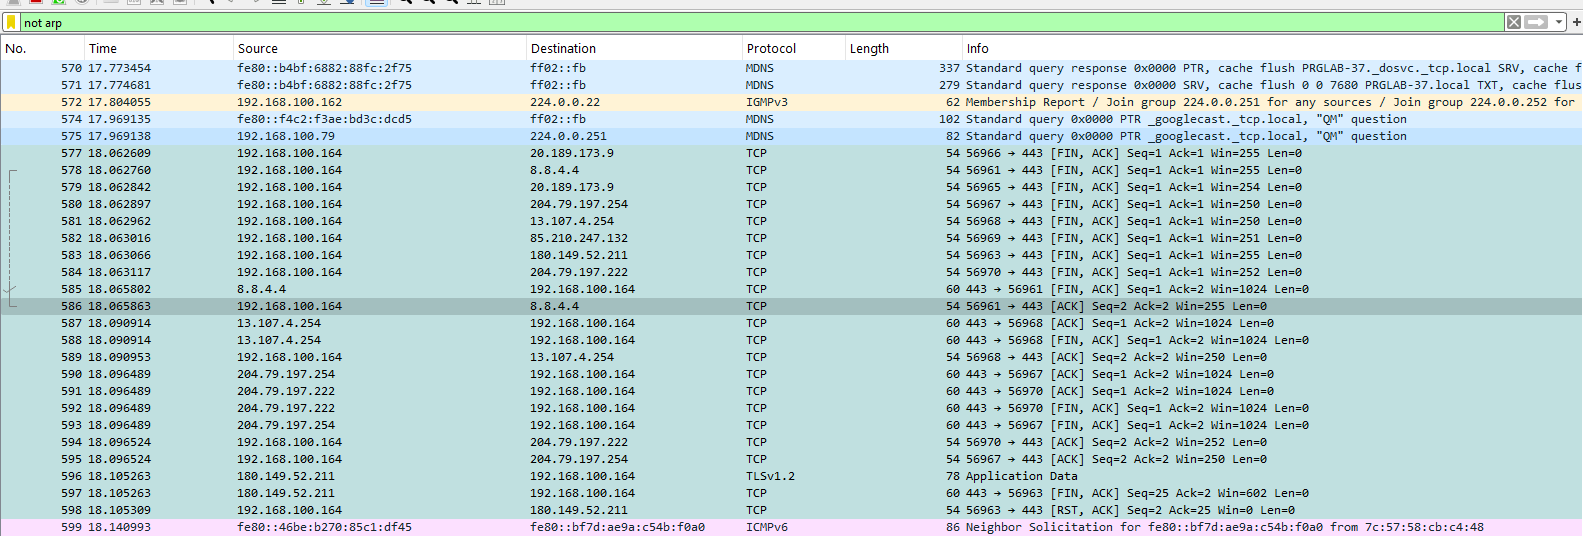 not arp
No. Time Source Destination Protocol Length Info
570 17.773454 fe80::b4bf:6882:88fc:2f75 ff02::fb MDNS 337 Standard query response 0x0000 PTR, cache flush PRGLAB-37._dosvc._tcp.local SRV, cache f
571 17.774681 fe80::b4bf:6882:88fc:2f75 ff02::fb MDNS 279 Standard query response 0x0000 SRV, cache flush 0 0 7680 PRGLAB-37.local TXT, cache flus
572 17.804055 192.168.100.162 224.0.0.22 IGMPv3 62 Membership Report / Join group 224.0.0.251 for any sources / Join group 224.0.0.252 for
574 17.969135 fe80::f4c2:f3ae:bd3c:dcd5 ff02::fb MDNS 102 Standard query 0x0000 PTR _googlecast._tcp.local, "QM" question
575 17.969138 192.168.100.79 224.0.0.251 MDNS 82 Standard query 0x0000 PTR _googlecast._tcp.local, "QM" question
577 18.062609 192.168.100.164 20.189.173.9 TCP 54 56966 → 443 [FIN, ACK] Seq=1 Ack=1 Win=255 Len=0
578 18.062760 192.168.100.164 8.8.4.4 TCP 54 56961 → 443 [FIN, ACK] Seq=1 Ack=1 Win=255 Len=0
579 18.062842 192.168.100.164 20.189.173.9 TCP 54 56965 → 443 [FIN, ACK] Seq=1 Ack=1 Win=254 Len=0
580 18.062897 192.168.100.164 204.79.197.254 TCP 54 56967 → 443 [FIN, ACK] Seq=1 Ack=1 Win=250 Len=0
581 18.062962 192.168.100.164 13.107.4.254 TCP 54 56968 → 443 [FIN, ACK] Seq=1 Ack=1 Win=250 Len=0
582 18.063016 192.168.100.164 85.210.247.132 TCP 54 56969 → 443 [FIN, ACK] Seq=1 Ack=1 Win=251 Len=0
583 18.063066 192.168.100.164 180.149.52.211 TCP 54 56963 → 443 [FIN, ACK] Seq=1 Ack=1 Win=255 Len=0
584 18.063117 192.168.100.164 204.79.197.222 TCP 54 56970 → 443 [FIN, ACK] Seq=1 Ack=1 Win=252 Len=0
585 18.065802 8.8.4.4 192.168.100.164 TCP 60 443 → 56961 [FIN, ACK] Seq=1 Ack=2 Win=1024 Len=0
586 18.065863 192.168.100.164 8.8.4.4 TCP 54 56961 → 443 [ACK] Seq=2 Ack=2 Win=255 Len=0
587 18.090914 13.107.4.254 192.168.100.164 TCP 60 443 → 56968 [ACK] Seq=1 Ack=2 Win=1024 Len=0
588 18.090914 13.107.4.254 192.168.100.164 TCP 60 443 → 56968 [FIN, ACK] Seq=1 Ack=2 Win=1024 Len=0
589 18.090953 192.168.100.164 13.107.4.254 TCP 54 56968 → 443 [ACK] Seq=2 Ack=2 Win=250 Len=0
590 18.096489 204.79.197.254 192.168.100.164 TCP 60 443 → 56967 [ACK] Seq=1 Ack=2 Win=1024 Len=0
591 18.096489 204.79.197.222 192.168.100.164 TCP 60 443 → 56970 [ACK] Seq=1 Ack=2 Win=1024 Len=0
592 18.096489 204.79.197.222 192.168.100.164 TCP 60 443 → 56970 [FIN, ACK] Seq=1 Ack=2 Win=1024 Len=0
593 18.096489 204.79.197.254 192.168.100.164 TCP 60 443 → 56967 [FIN, ACK] Seq=1 Ack=2 Win=1024 Len=0
594 18.096524 192.168.100.164 204.79.197.222 TCP 54 56970 → 443 [ACK] Seq=2 Ack=2 Win=252 Len=0
595 18.096524 192.168.100.164 204.79.197.254 TCP 54 56967 → 443 [ACK] Seq=2 Ack=2 Win=250 Len=0
596 18.105263 180.149.52.211 192.168.100.164 TLSv1.2 78 Application Data
597 18.105263 180.149.52.211 192.168.100.164 TCP 60 443 → 56963 [FIN, ACK] Seq=25 Ack=2 Win=602 Len=0
598 18.105309 192.168.100.164 180.149.52.211 TCP 54 56963 → 443 [RST, ACK] Seq=2 Ack=25 Win=0 Len=0
599 18.140993 fe80::46be:b270:85c1:df45 fe80::bf7d:ae9a:c54b:f0a0 ICMPv6 86 Neighbor Solicitation for fe80::bf7d:ae9a:c54b:f0a0 from 7c:57:58:cb:c4:48